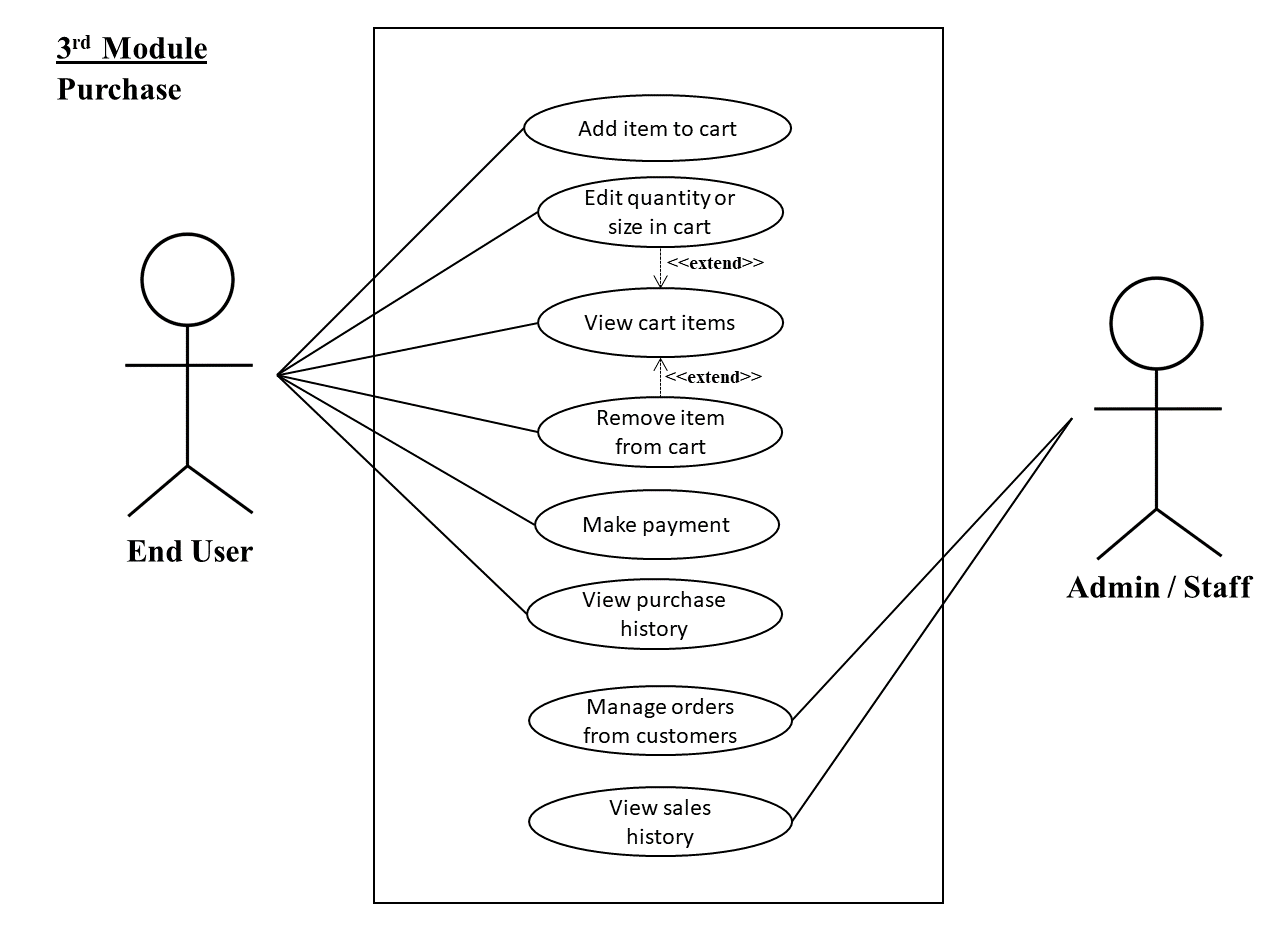 3rd Module
Purchase
Add item to cart
Edit quantity or
size in cart
<<extend>>
View cart items
<<extend>>
Remove item
from cart
Make payment
View purchase
history
Manage orders
from customers
View sales
history
End User
Admin / Staff